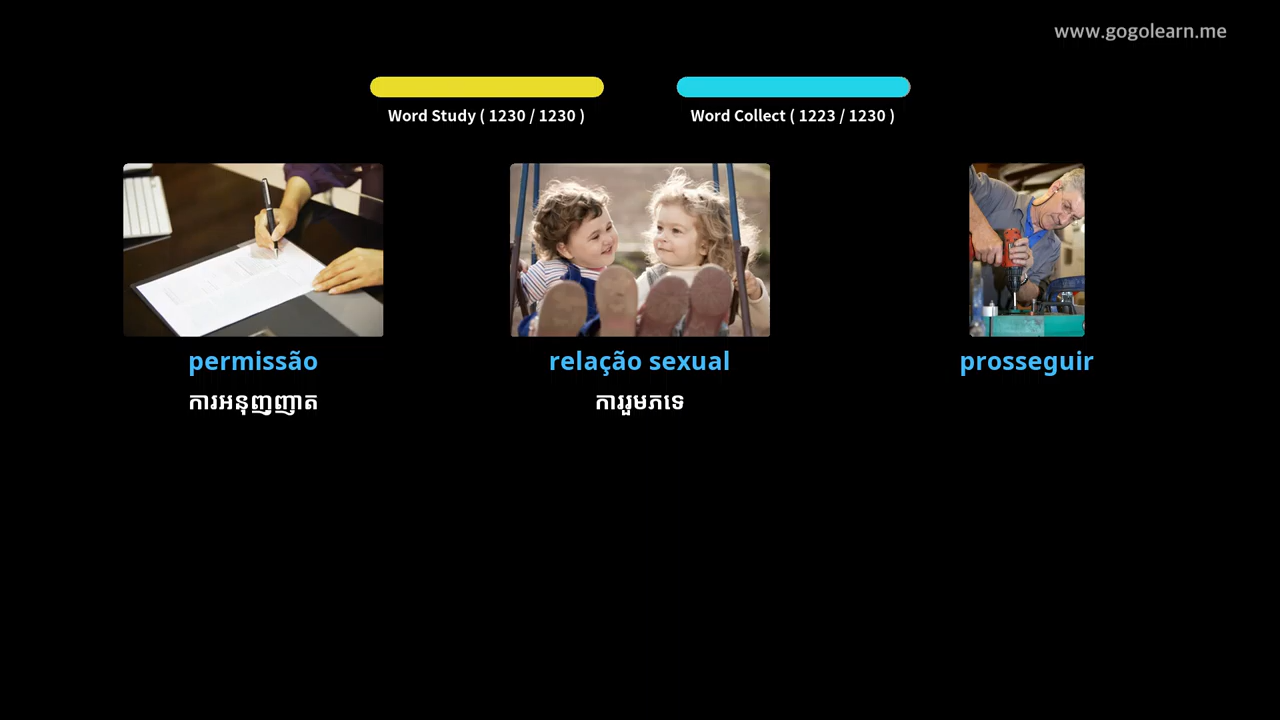 www.gogolearn.me
Word Study ( 1230 / 1230 )
Word Collect ( 1223 / 1230 )
permissão
relação sexual
prosseguir
ការអនុញ្ញាត
ការរួមភេទ